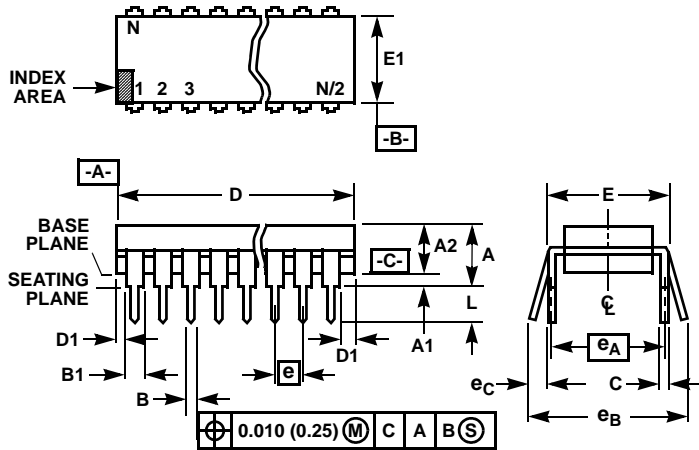 N
INDEX
AREA
1 2 3 N/2
E1
-B-
-A-
D
E
BASE
PLANE
A2
A
-C-
SEATING
PLANE
L
℄
D1
A1
D1
eA
B1
e
eC
C
B
eB
⌖ 0.010 (0.25) Ⓜ C A B Ⓢ